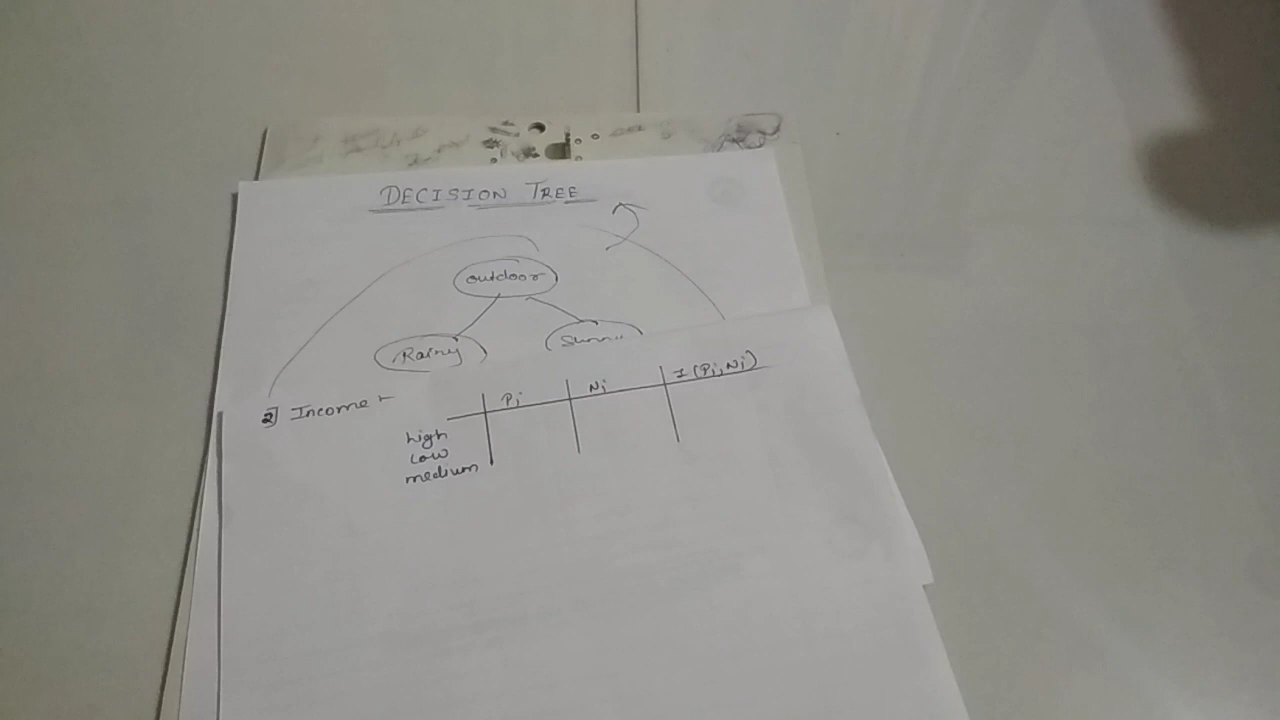 DECISION TREE
outdoor
Rainy
2] Income
Pi Ni I (Pi, Ni)
high
low
medium